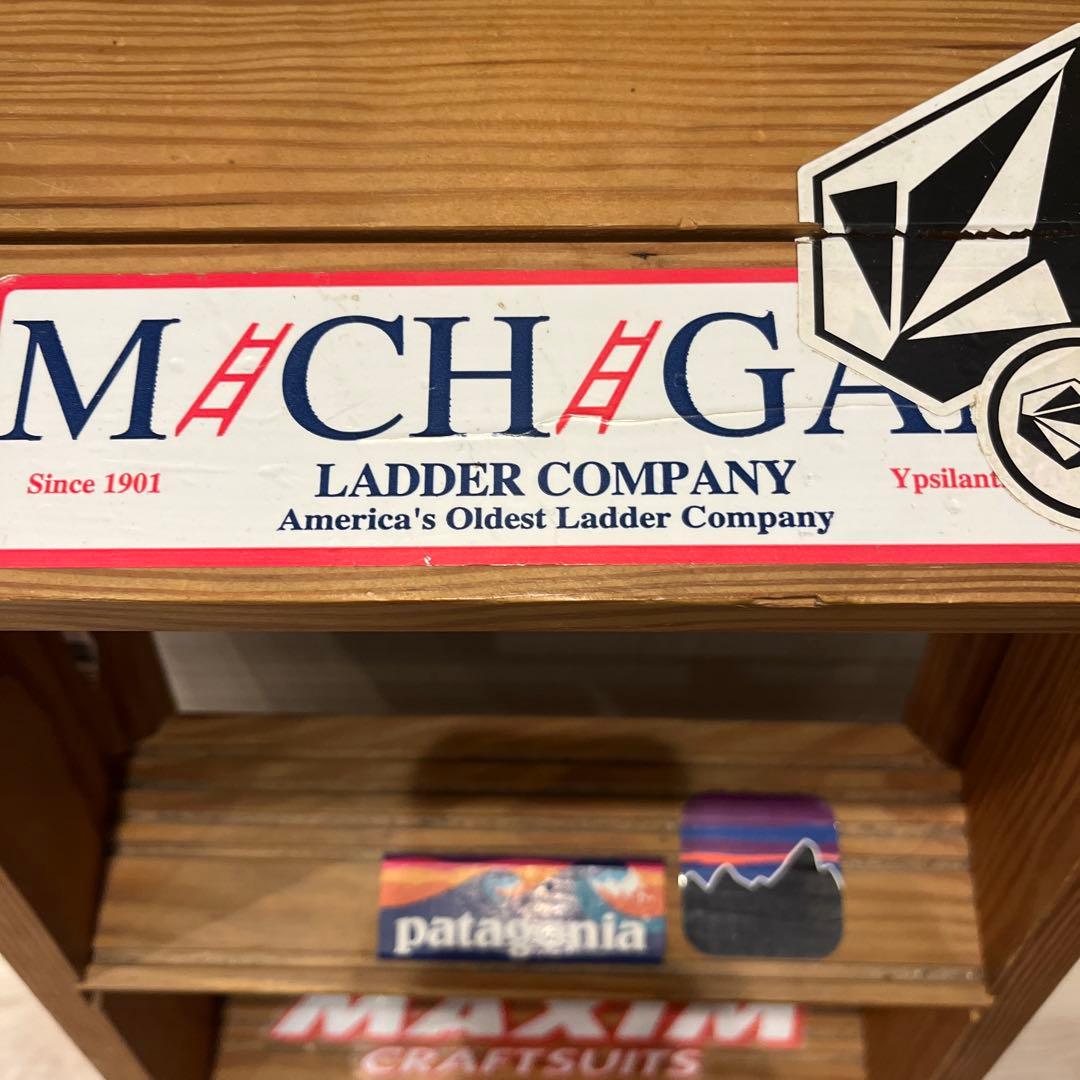 MICHIGA
Since 1901
LADDER COMPANY
Ypsilant
America's Oldest Ladder Company
patagonia
MAXIM
CRAFTSUITS